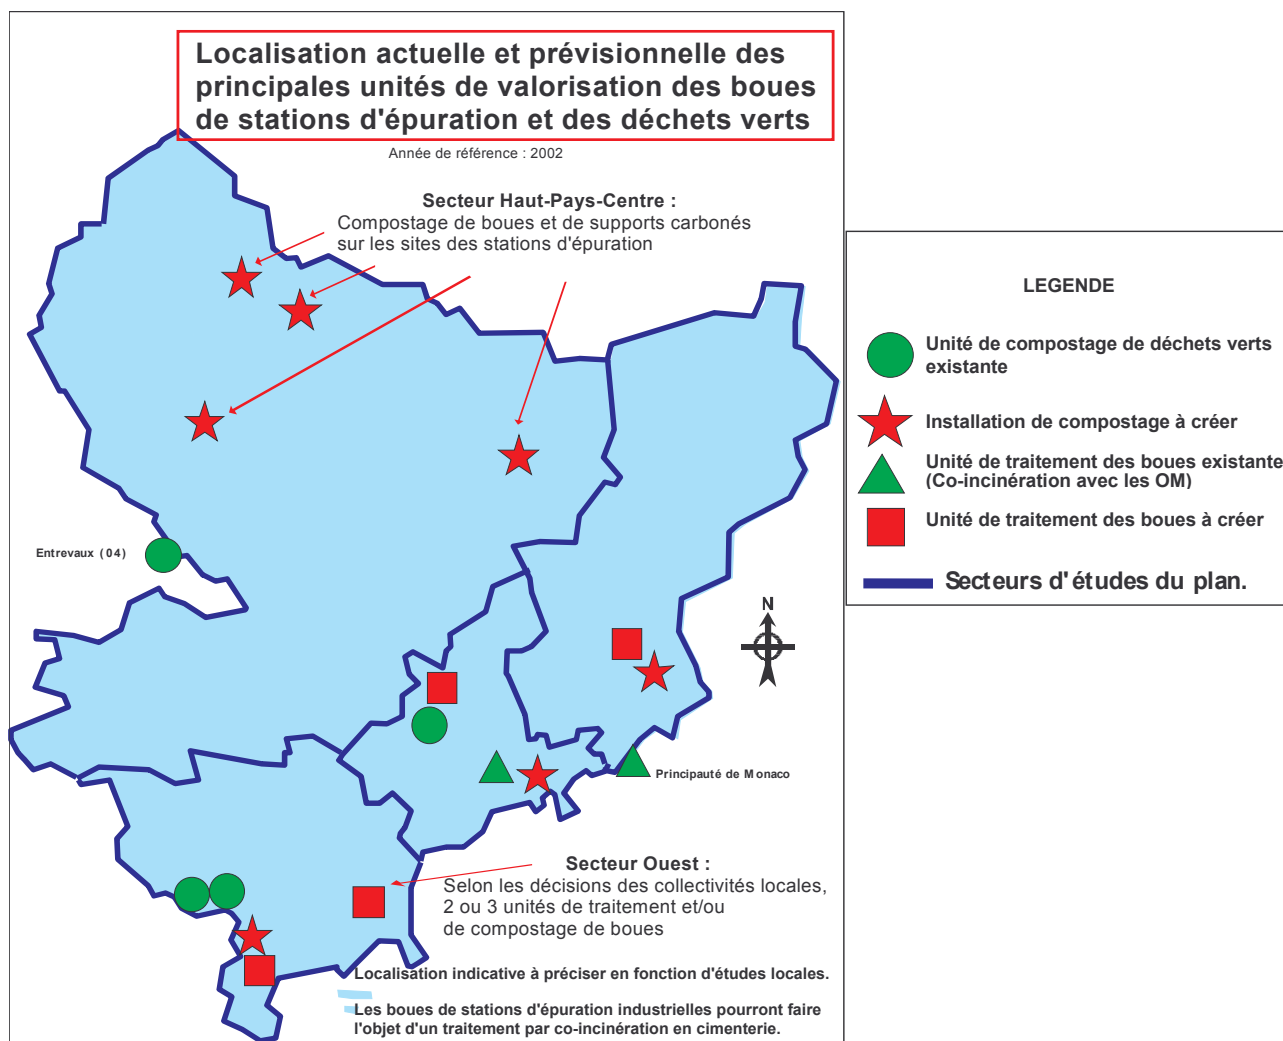 Localisation actuelle et prévisionnelle des
principales unités de valorisation des boues
de stations d'épuration et des déchets verts
Année de référence : 2002
Secteur Haut-Pays-Centre :
Compostage de boues et de supports carbonés
sur les sites des stations d'épuration
LEGENDE
Unité de compostage de déchets verts
existante
Installation de compostage à créer
Unité de traitement des boues existante
(Co-incinération avec les OM)
Unité de traitement des boues à créer
Secteurs d'études du plan.
Entrevaux (04)
N
Principauté de Monaco
Secteur Ouest :
Selon les décisions des collectivités locales,
2 ou 3 unités de traitement et/ou
de compostage de boues
Localisation indicative à préciser en fonction d'études locales.
Les boues de stations d'épuration industrielles pourront faire
l'objet d'un traitement par co-incinération en cimenterie.